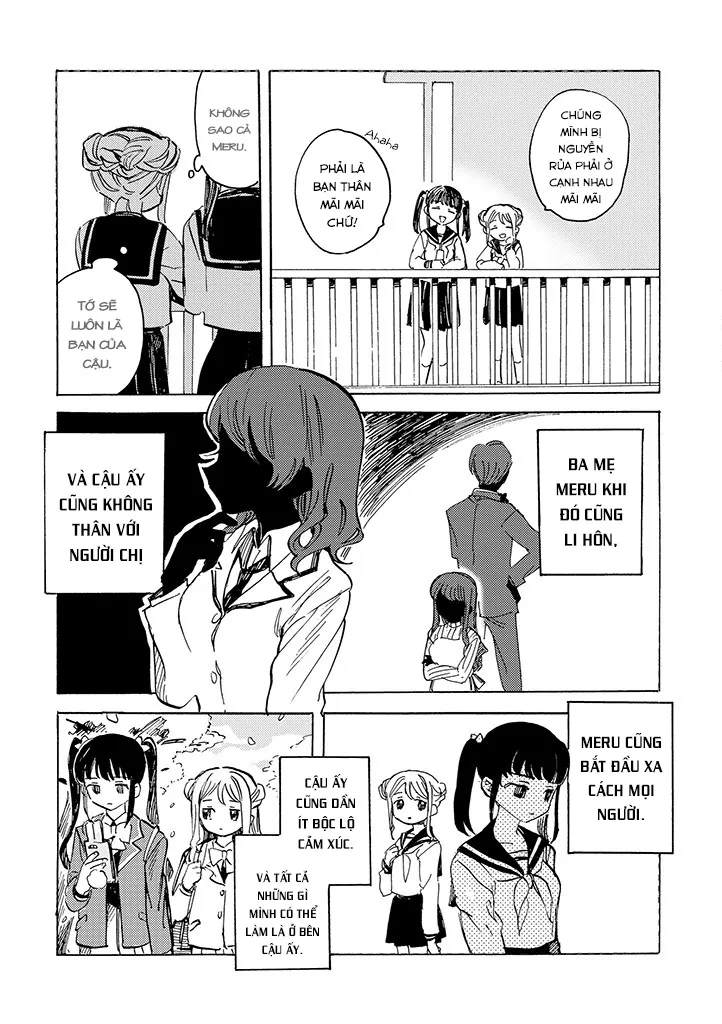 CHÚNG
MÌNH BỊ
NGUYỀN
RỦA PHẢI Ở
CẠNH NHAU
MÃI MÃI
Ahaha
PHẢI LÀ
BẠN THÂN
MÃI MÃI
CHỨ!
KHÔNG
SAO CẢ
MERU.
TỚ SẼ
LUÔN LÀ
BẠN CỦA
CẬU.
BA MẸ
MERU KHI
ĐÓ CŨNG
LI HÔN,
VÀ CẬU ẤY
CŨNG KHÔNG
THÂN VỚI
NGƯỜI CHỊ
MERU CŨNG
BẮT ĐẦU XA
CÁCH MỌI
NGƯỜI.
CẬU ẤY
CŨNG DẦN
ÍT BỘC LỘ
CẢM XÚC.
VÀ TẤT CẢ
NHỮNG GÌ
MÌNH CÓ THỂ
LÀM LÀ Ở BÊN
CẬU ẤY.